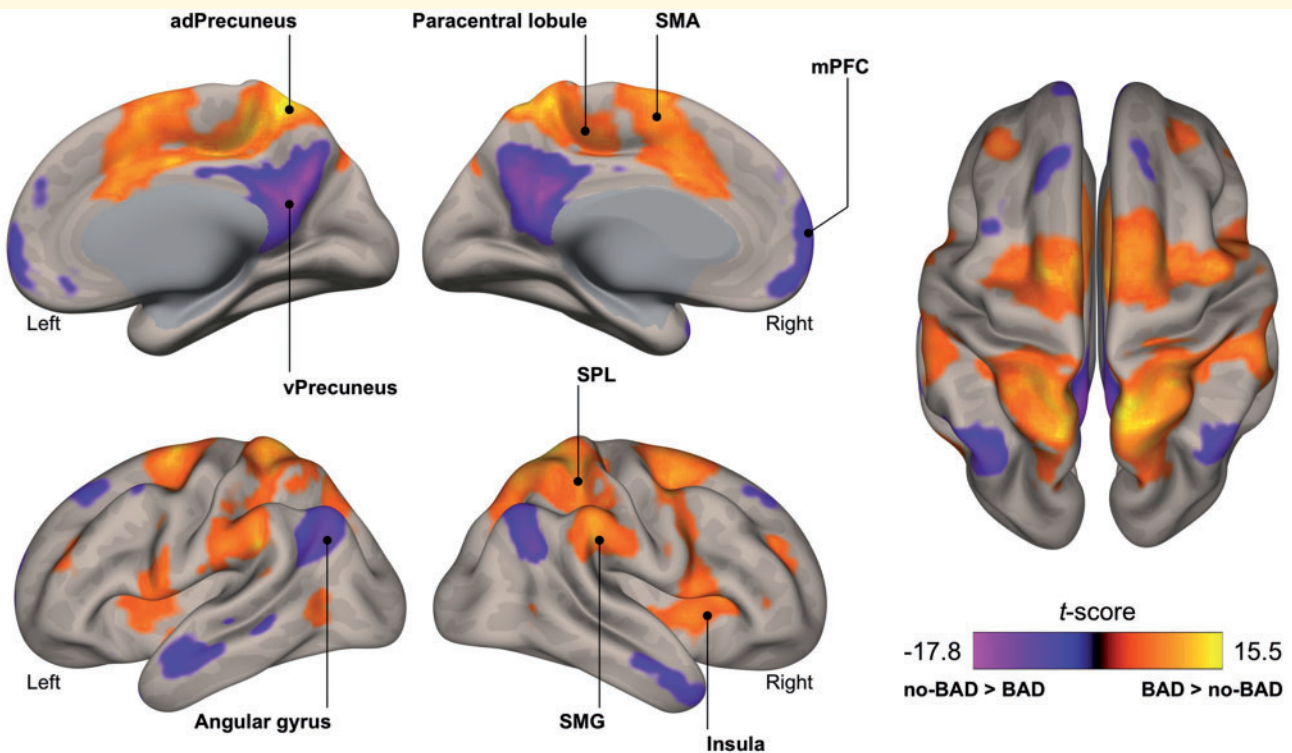 adPrecuneus
Paracentral lobule
SMA
mPFC
Left
Right
vPrecuneus
SPL
Left
Right
Angular gyrus
SMG
Insula
t-score
-17.8 15.5
no-BAD > BAD BAD > no-BAD